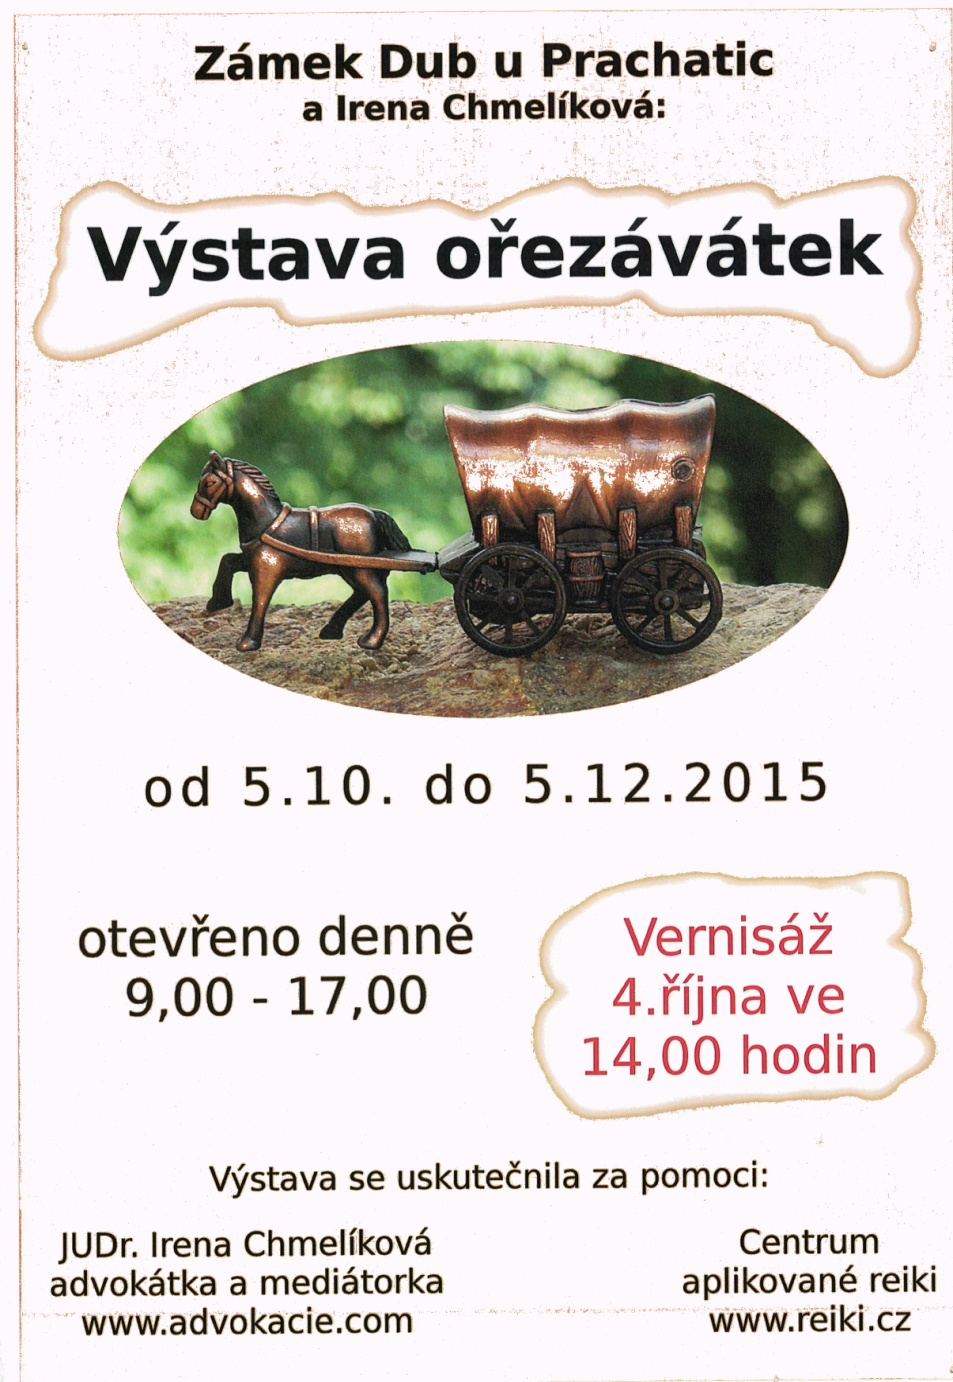 Zámek Dub u Prachatic
a Irena Chmelíková:
Výstava ořezávátek
od 5.10. do 5.12.2015
otevřeno denně
9,00 - 17,00
Vernisáž
4.října ve
14,00 hodin
Výstava se uskutečnila za pomoci:
JUDr. Irena Chmelíková
advokátka a mediátorka
www.advokacie.com
Centrum
aplikované reiki
www.reiki.cz